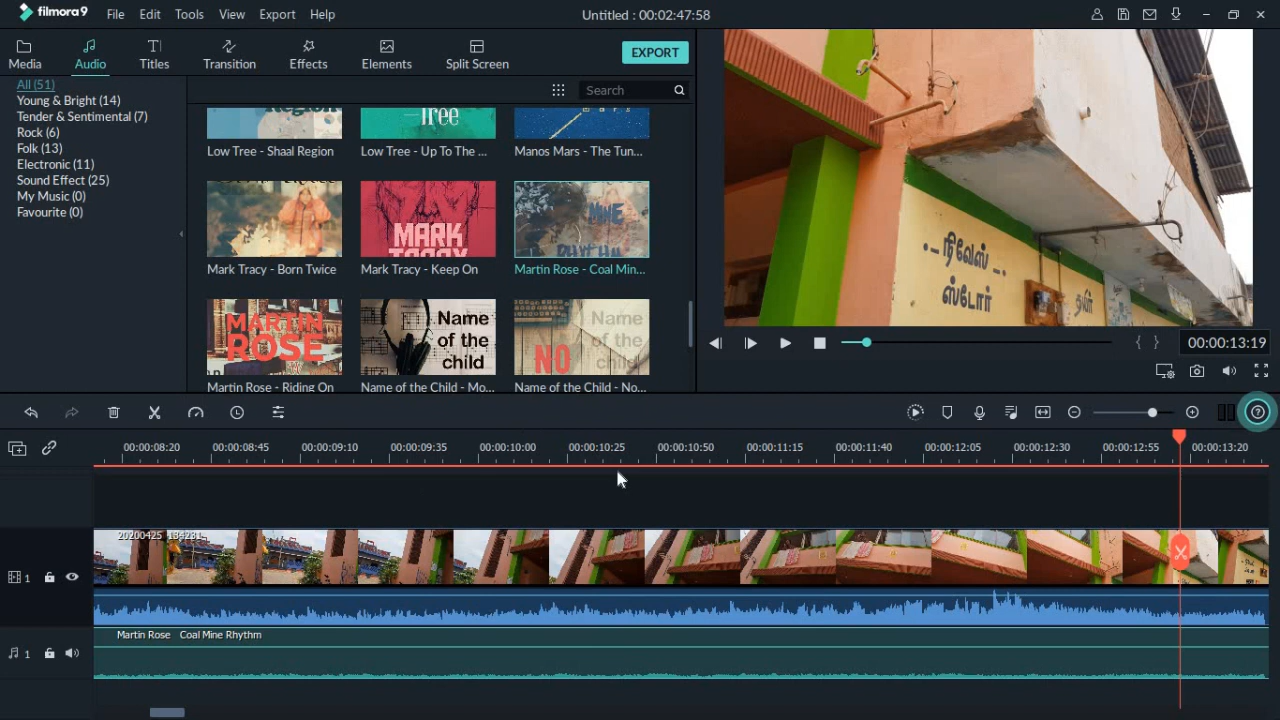 filmora9 File Edit Tools View Export Help Untitled : 00:02:47:58
Media Audio Titles Transition Effects Elements Split Screen EXPORT
All (51)
Young & Bright (14)
Tender & Sentimental (7)
Rock (6)
Folk (13)
Electronic (11)
Sound Effect (25)
My Music (0)
Favourite (0)
Search
Tree
Low Tree - Shaal Region Low Tree - Up To The ... Manos Mars - The Tun...
MARK
MINE
Mark Tracy - Born Twice Mark Tracy - Keep On Martin Rose - Coal Min...
MARTIN
ROSE
Name
of the
child
Name
of the
child
NO
Martin Rose - Riding On Name of the Child - Mo... Name of the Child - No...
நிவேஸ்
ஸ்டோர்
தயிர்
00:00:13:19
00:00:08:20 00:00:08:45 00:00:09:10 00:00:09:35 00:00:10:00 00:00:10:25 00:00:10:50 00:00:11:15 00:00:11:40 00:00:12:05 00:00:12:30 00:00:12:55 00:00:13:20
20200425_134231
1
Martin Rose Coal Mine Rhythm
1